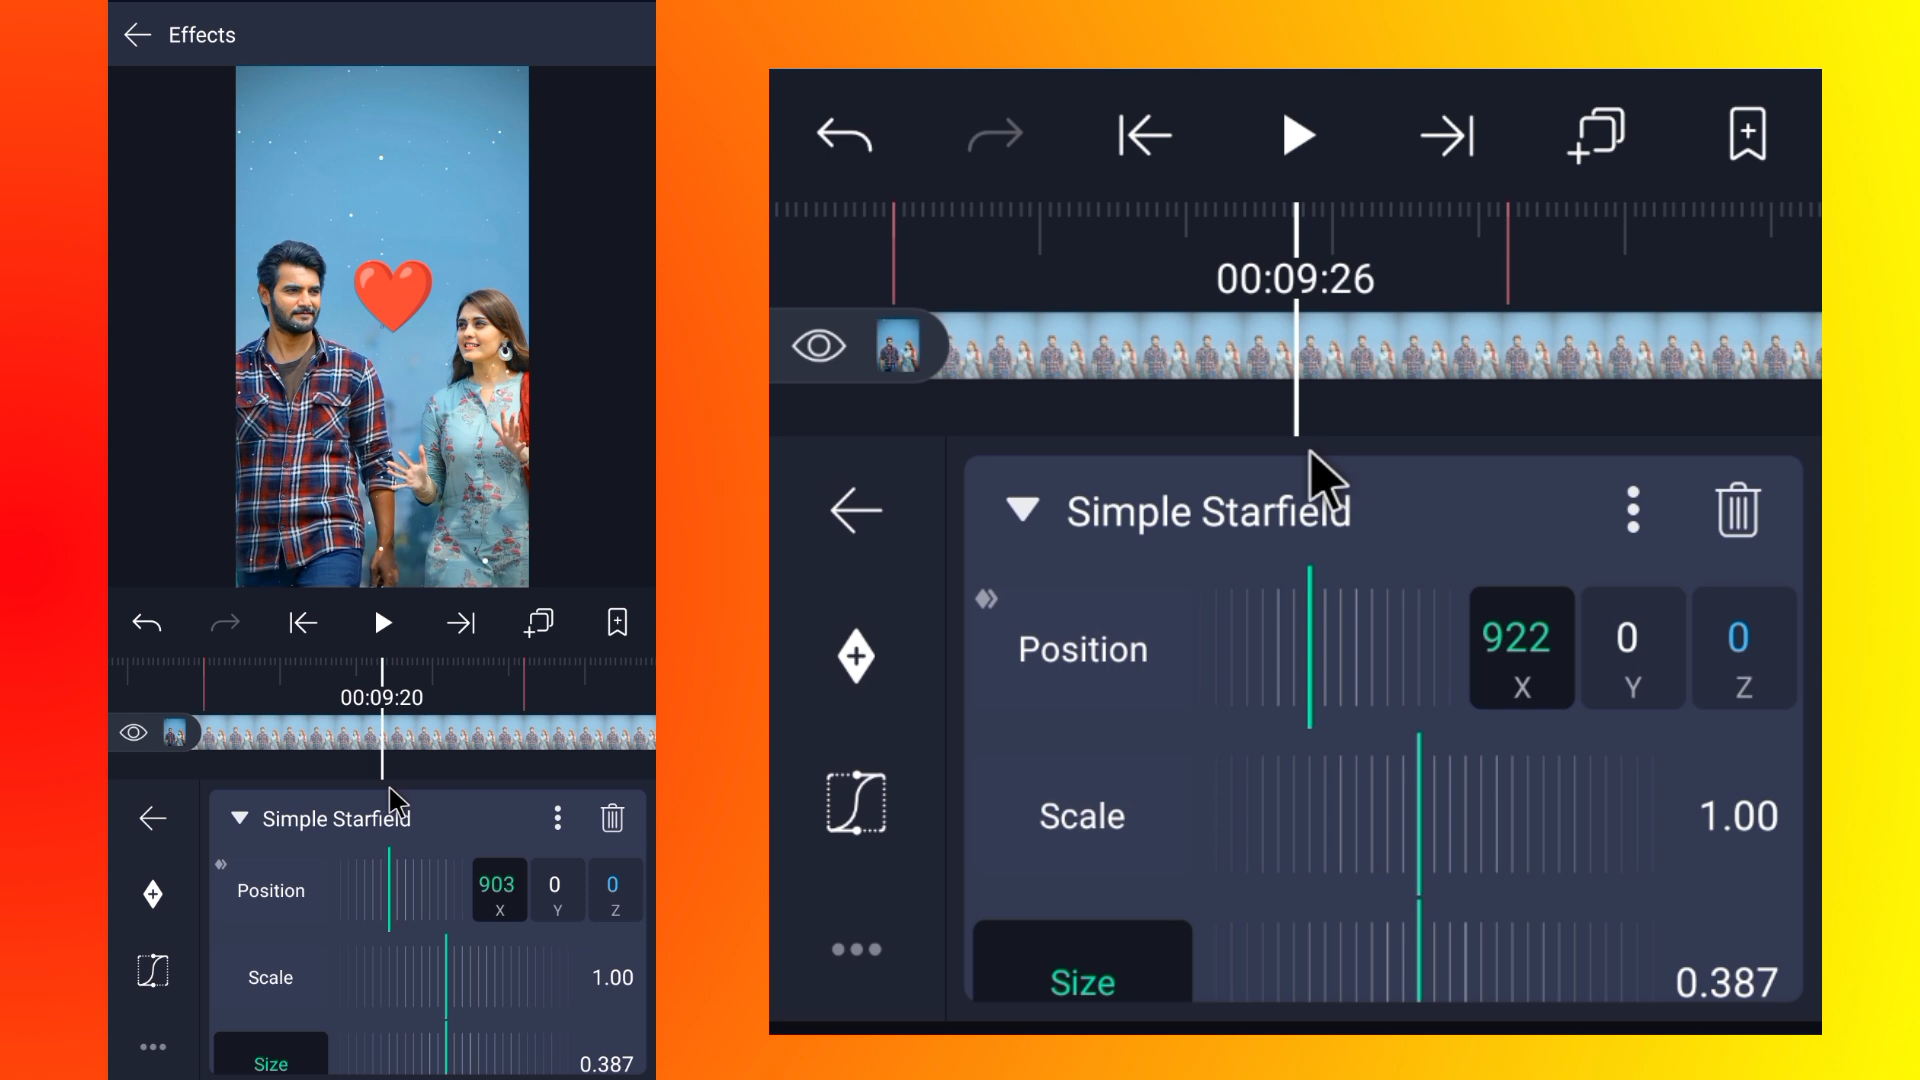 Effects
00:09:20
Simple Starfield
Position
903
X
0
Y
0
Z
Scale
1.00
Size
0.387
00:09:26
Simple Starfield
Position
922
X
0
Y
0
Z
Scale
1.00
Size
0.387